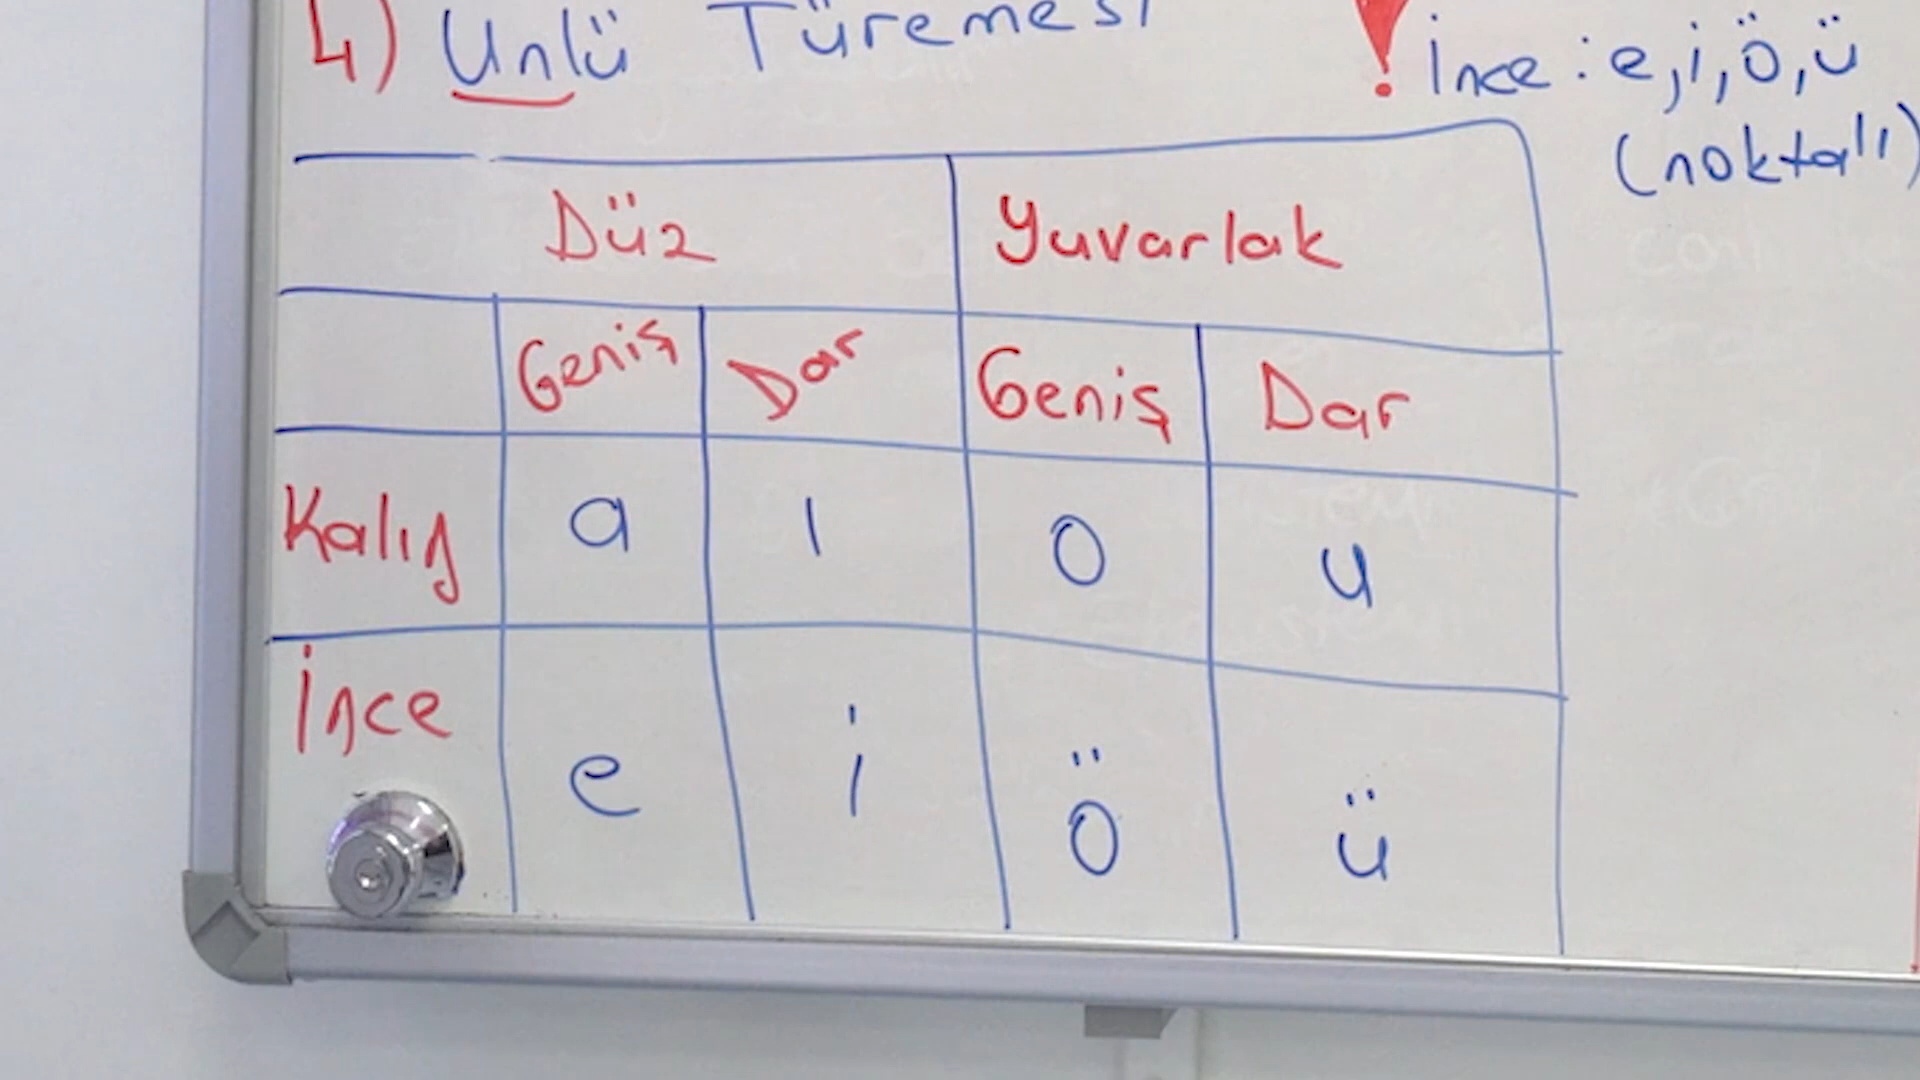 4) Ünlü Türemesi
! İnce : e, i, ö, ü
(noktalı)
Düz Yuvarlak
Geniş Dar Geniş Dar
Kalın a ı o u
İnce e i ö ü